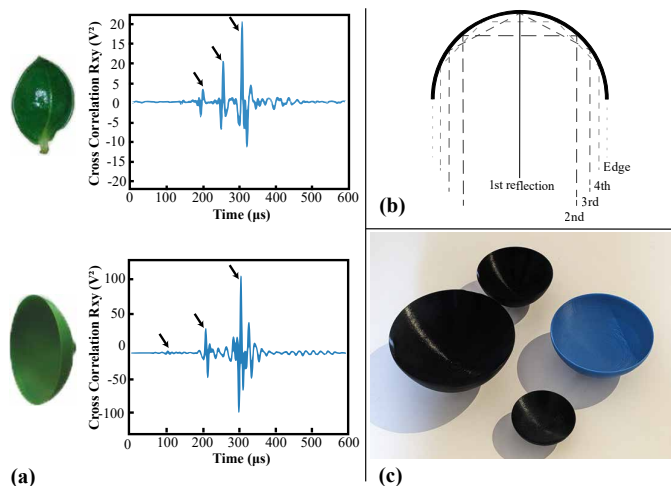 Cross Correlation Rxy (V²)
20
20
10
5
0
-5
-10
-15
-20
0 100 200 300 400 500 600
Time (µs)
Cross Correlation Rxy (V²)
100
50
0
-50
-100
0 100 200 300 400 500 600
Time (µs)
(a)
1st reflection
Edge
4th
3rd
2nd
(b)
(c)